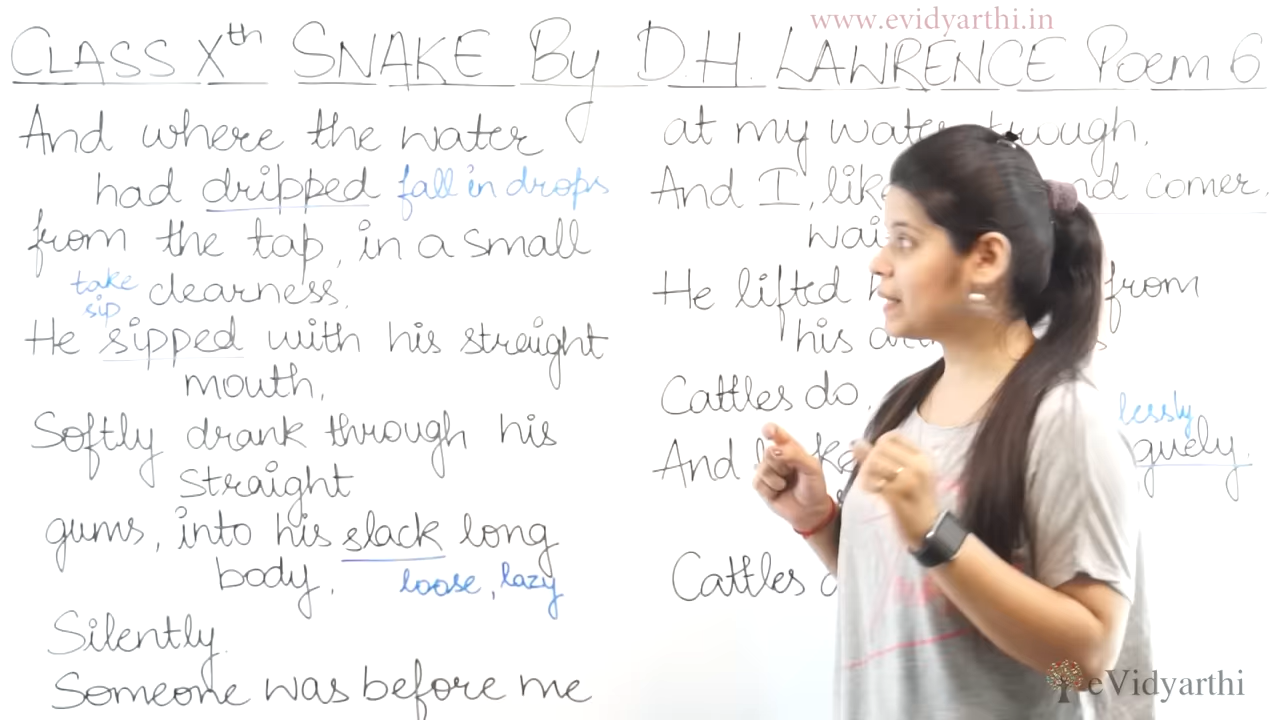 www.evidyarthi.in
CLASS Xth SNAKE By D.H. LAWRENCE Poem 6
And where the water
had dripped fall in drops
from the tap, in a small
take sip clearness,
He sipped with his straight
mouth,
Softly drank through his
straight
gums, into his slack long
body,
loose, lazy
Silently.
Someone was before me
at my water
And I, comer,
He lifted from
his
Cattles do,
lessly
And
Cattles
eVidyarthi